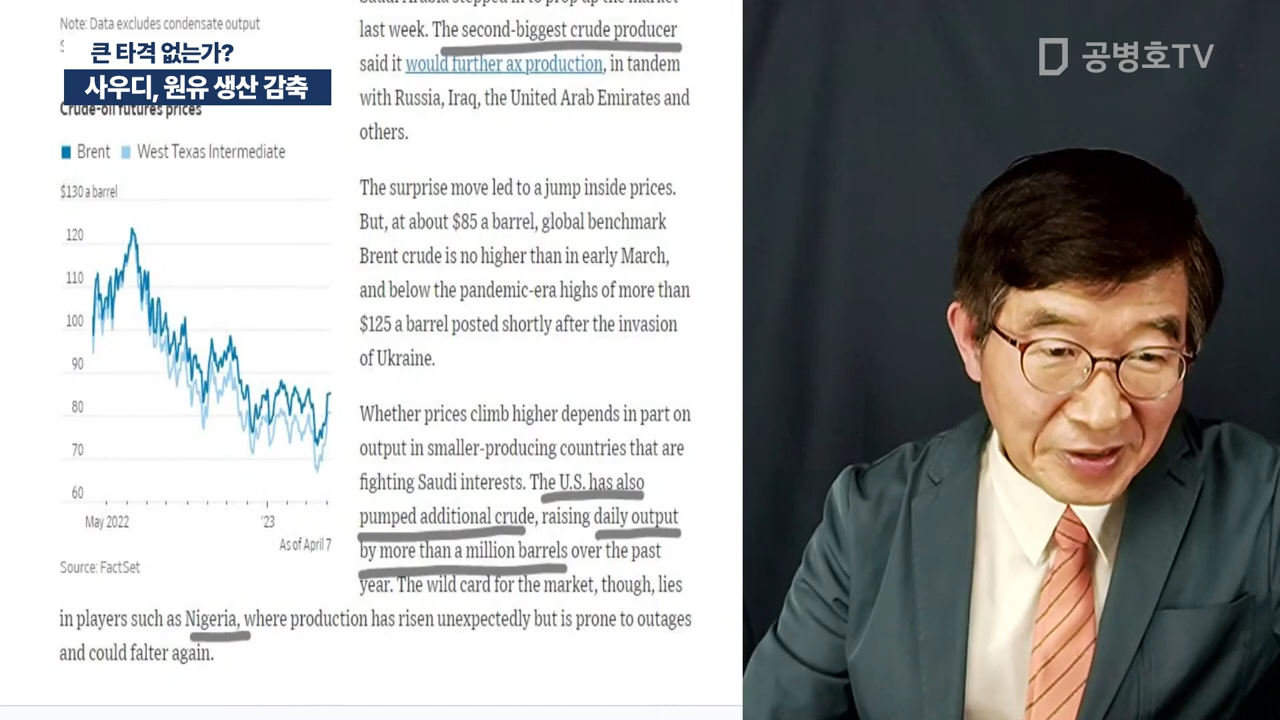 Note: Data excludes condensate output
큰 타격 없는가?
사우디, 원유 생산 감축
Crude-oil futures prices
Brent West Texas Intermediate
$130 a barrel
120
110
100
90
80
70
60
May 2022 '23
As of April 7
Source: FactSet
last week. The second-biggest crude producer
said it would further ax production, in tandem
with Russia, Iraq, the United Arab Emirates and
others.
The surprise move led to a jump inside prices.
But, at about $85 a barrel, global benchmark
Brent crude is no higher than in early March,
and below the pandemic-era highs of more than
$125 a barrel posted shortly after the invasion
of Ukraine.
Whether prices climb higher depends in part on
output in smaller-producing countries that are
fighting Saudi interests. The U.S. has also
pumped additional crude, raising daily output
by more than a million barrels over the past
year. The wild card for the market, though, lies
in players such as Nigeria, where production has risen unexpectedly but is prone to outages
and could falter again.
공병호TV